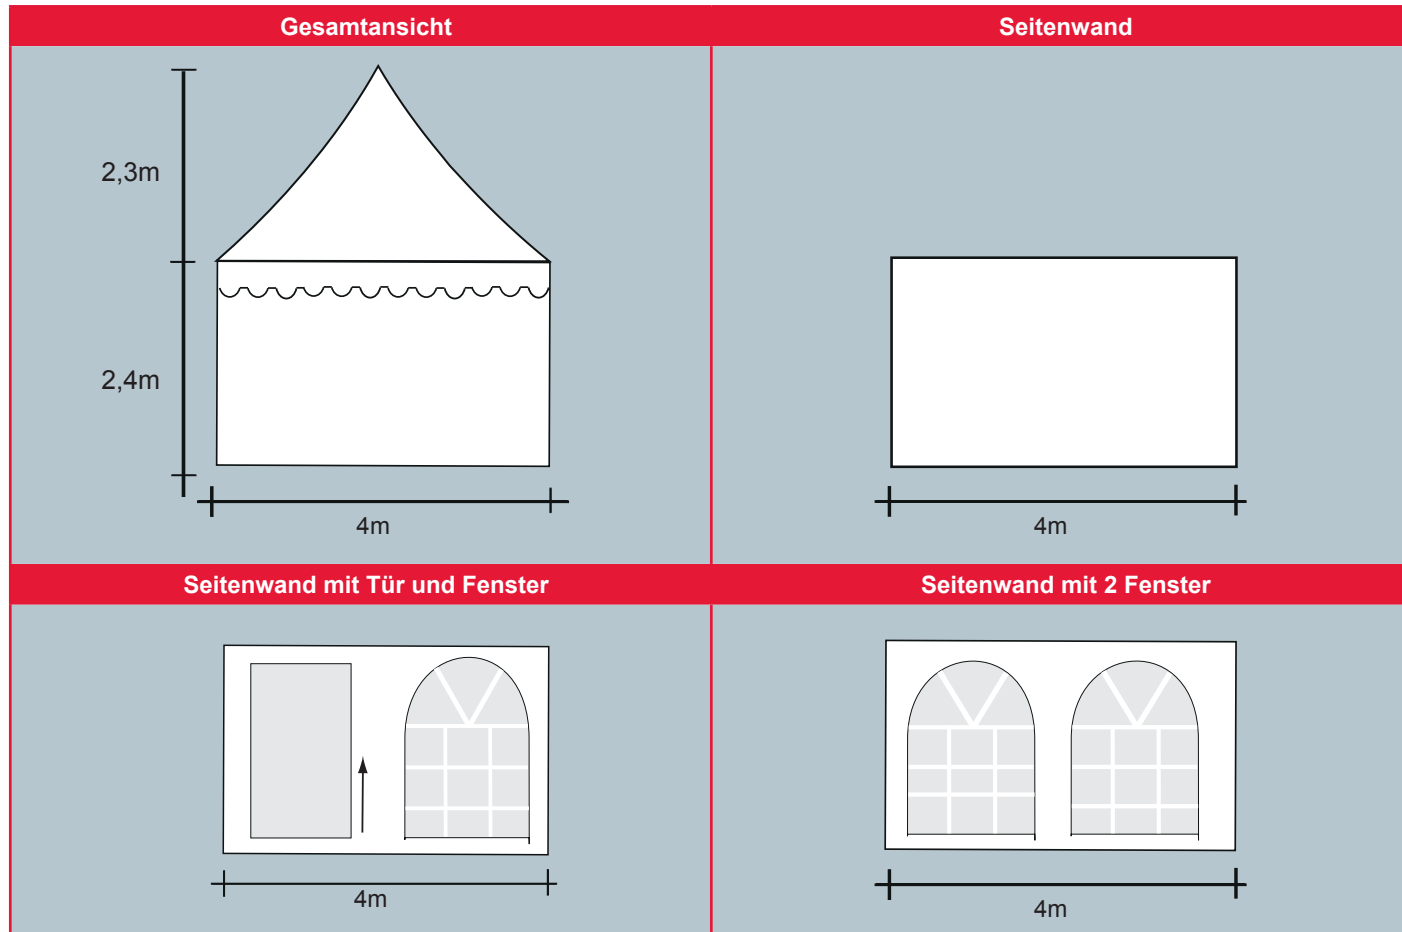 Gesamtansicht
Seitenwand
2,3m
2,4m
4m
4m
Seitenwand mit Tür und Fenster
Seitenwand mit 2 Fenster
4m
4m